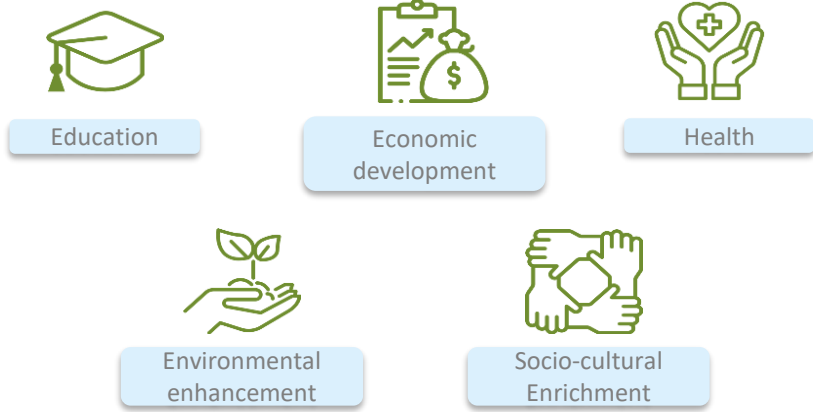 $
Education
Economic
development
Health
Environmental
enhancement
Socio-cultural
Enrichment